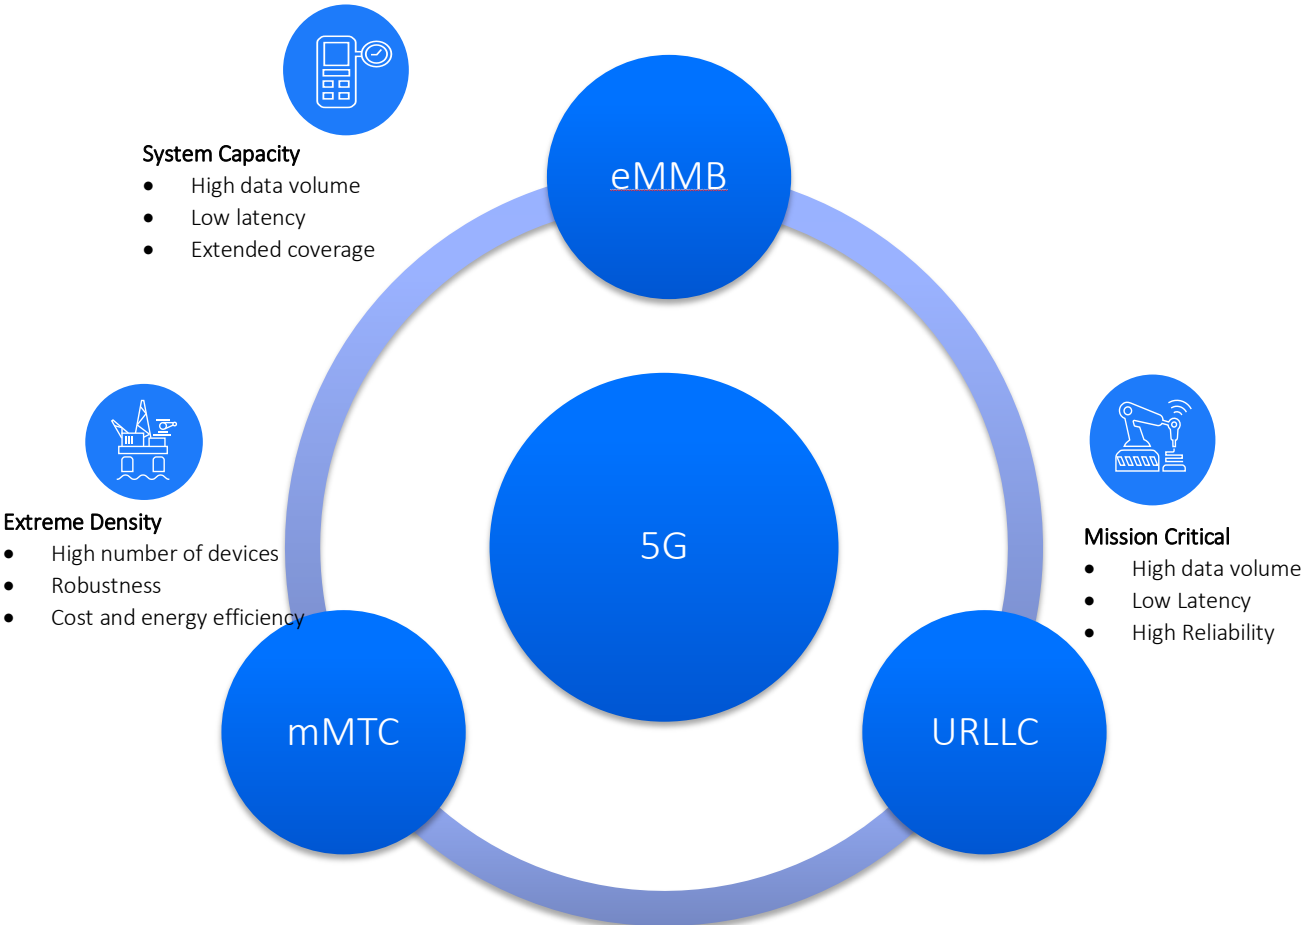 System Capacity
• High data volume
• Low latency
• Extended coverage
eMMB
Extreme Density
• High number of devices
• Robustness
• Cost and energy efficiency
5G
Mission Critical
• High data volume
• Low Latency
• High Reliability
mMTC
URLLC